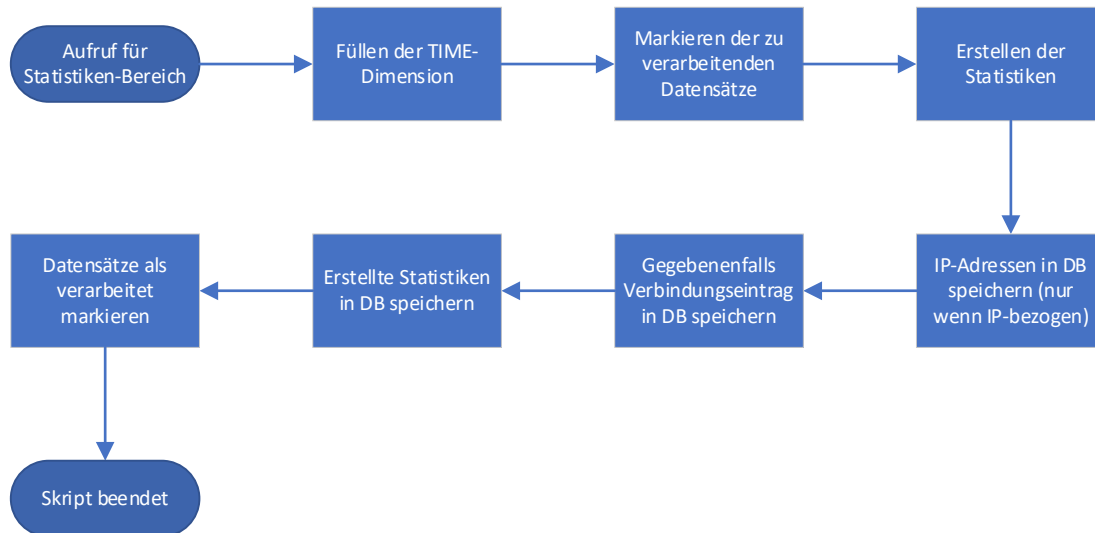 Aufruf für
Statistiken-Bereich
Füllen der TIME-
Dimension
Markieren der zu
verarbeitenden
Datensätze
Erstellen der
Statistiken
IP-Adressen in DB
speichern (nur
wenn IP-bezogen)
Gegebenenfalls
Verbindungseintrag
in DB speichern
Erstellte Statistiken
in DB speichern
Datensätze als
verarbeitet
markieren
Skript beendet